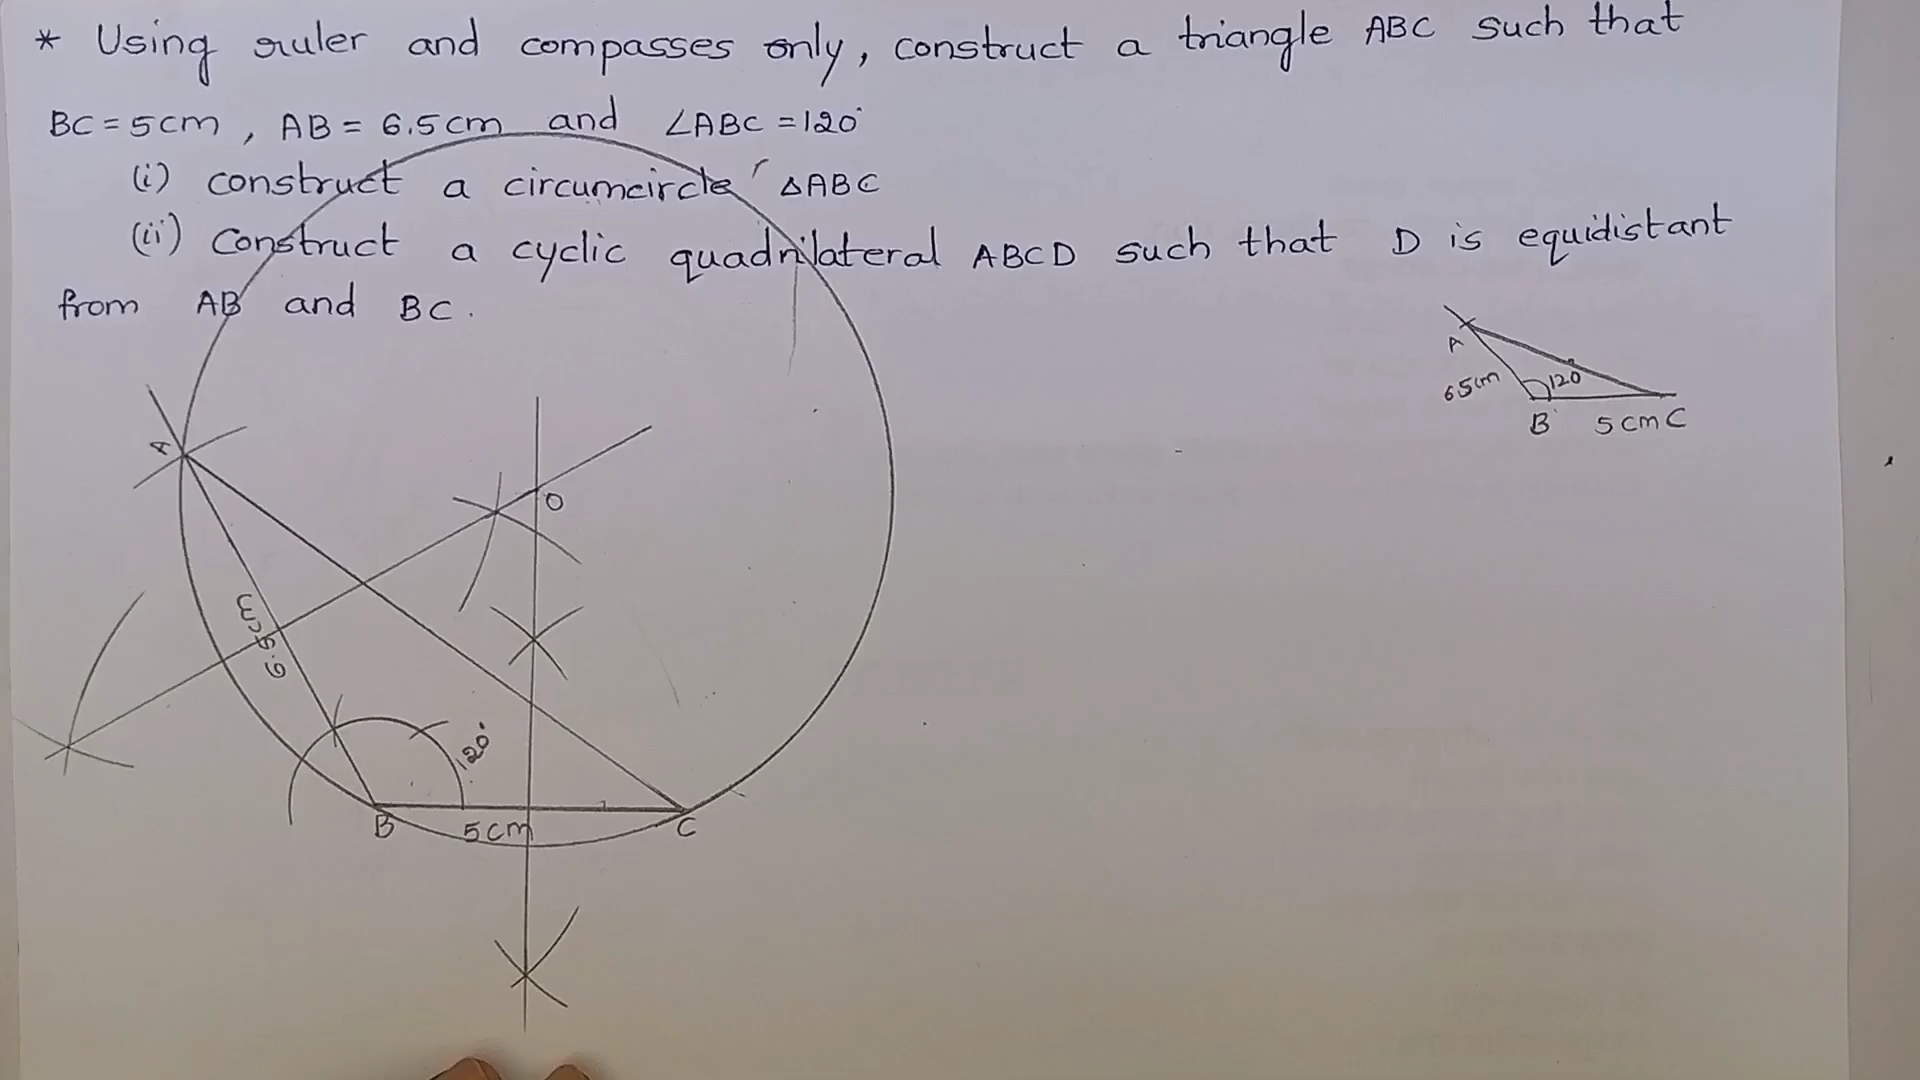 * Using ruler and compasses only, construct a triangle ABC such that
BC = 5cm , AB = 6.5cm and ∠ABC = 120°
(i) construct a circumcircle △ABC
(ii) Construct a cyclic quadrilateral ABCD such that D is equidistant
from AB and BC.
A
6.5cm
120
B
5cm C
A
O
6.5cm
120°
B
5cm
C